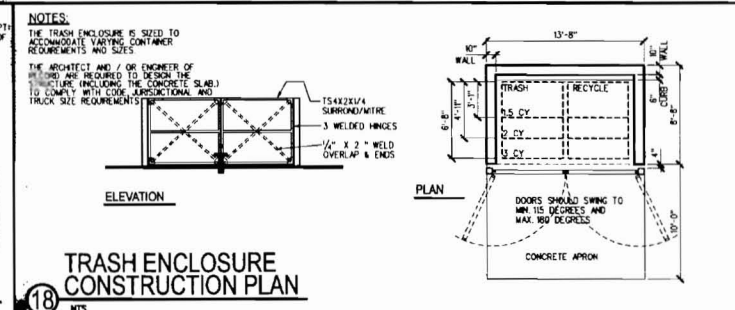 PT:
OF
NOTES:
THE TRASH ENCLOSURE IS SIZED TO
ACCOMMODATE VARYING CONTAINER
REQUIREMENTS AND SIZES
THE ARCHITECT AND / OR ENGINEER OF
RECORD ARE REQUIRED TO DESIGN THE
STRUCTURE (INCLUDING THE CONCRETE SLAB)
TO COMPLY WITH CODE, JURISDICTIONAL AND
TRUCK SIZE REQUIREMENTS
TS4X2X1/4
SURROND/MITRE
3 WELDED HINGES
1/4" X 2 " WELD
OVERLAP & ENDS
ELEVATION
13'-8"
10"
WALL
10"
WALL
TRASH
RECYCLE
6"
CURB
6'-8"
4'-11"
3'-1"
1.5 CY
2 CY
3 CY
4"
PLAN
DOORS SHOULD SWING TO
MIN. 115 DEGREES AND
MAX. 180 DEGREES
10'-0"
CONCRETE APRON
TRASH ENCLOSURE
CONSTRUCTION PLAN
18
NTS